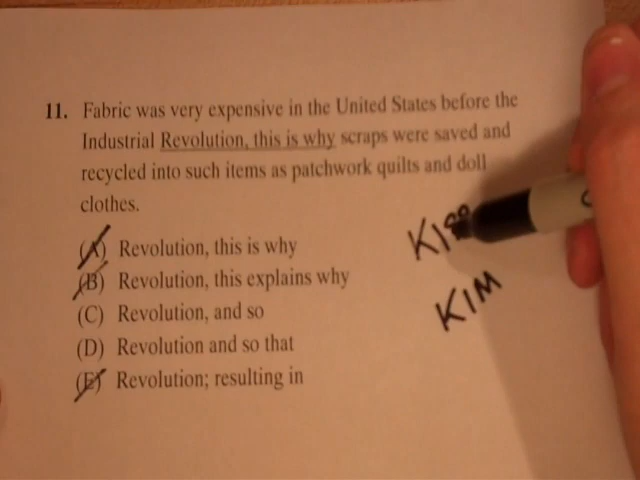 11. Fabric was very expensive in the United States before the
Industrial Revolution, this is why scraps were saved and
recycled into such items as patchwork quilts and doll
clothes.
(A) Revolution, this is why
(B) Revolution, this explains why
(C) Revolution, and so
(D) Revolution and so that
(E) Revolution; resulting in
KIM